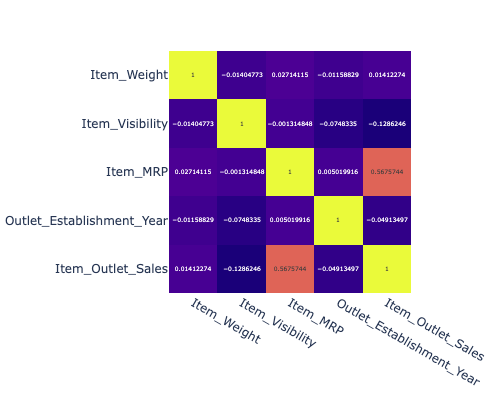 Item_Weight 1 −0.01404773 0.02714115 −0.01158829 0.01412274
Item_Visibility −0.01404773 1 −0.001314848 −0.0748335 −0.1286246
Item_MRP 0.02714115 −0.001314848 1 0.005019916 0.5675744
Outlet_Establishment_Year −0.01158829 −0.0748335 0.005019916 1 −0.04913497
Item_Outlet_Sales 0.01412274 −0.1286246 0.5675744 −0.04913497 1
Item_Weight
Item_Visibility
Item_MRP
Outlet_Establishment_Year
Item_Outlet_Sales